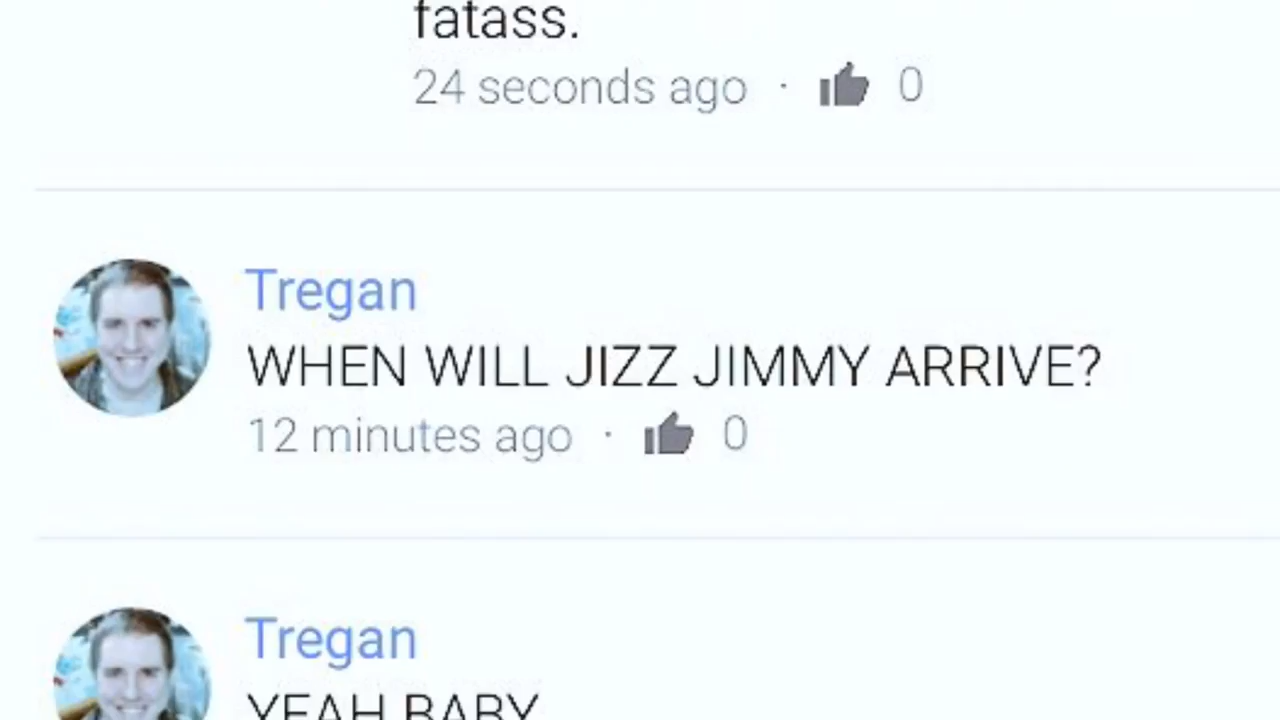 fatass.
24 seconds ago · 0
Tregan
WHEN WILL JIZZ JIMMY ARRIVE?
12 minutes ago · 0
Tregan
YEAH BABY